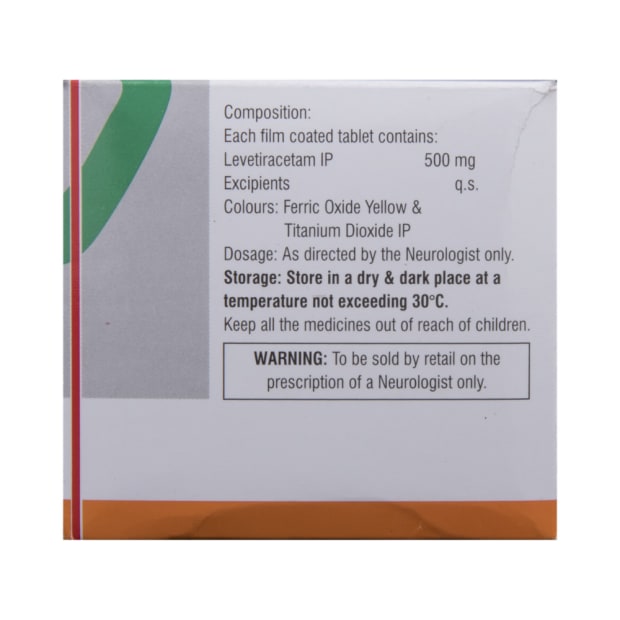 Composition:
Each film coated tablet contains:
Levetiracetam IP 500 mg
Excipients q.s.
Colours: Ferric Oxide Yellow &
Titanium Dioxide IP
Dosage: As directed by the Neurologist only.
Storage: Store in a dry & dark place at a
temperature not exceeding 30°C.
Keep all the medicines out of reach of children.
WARNING: To be sold by retail on the
prescription of a Neurologist only.